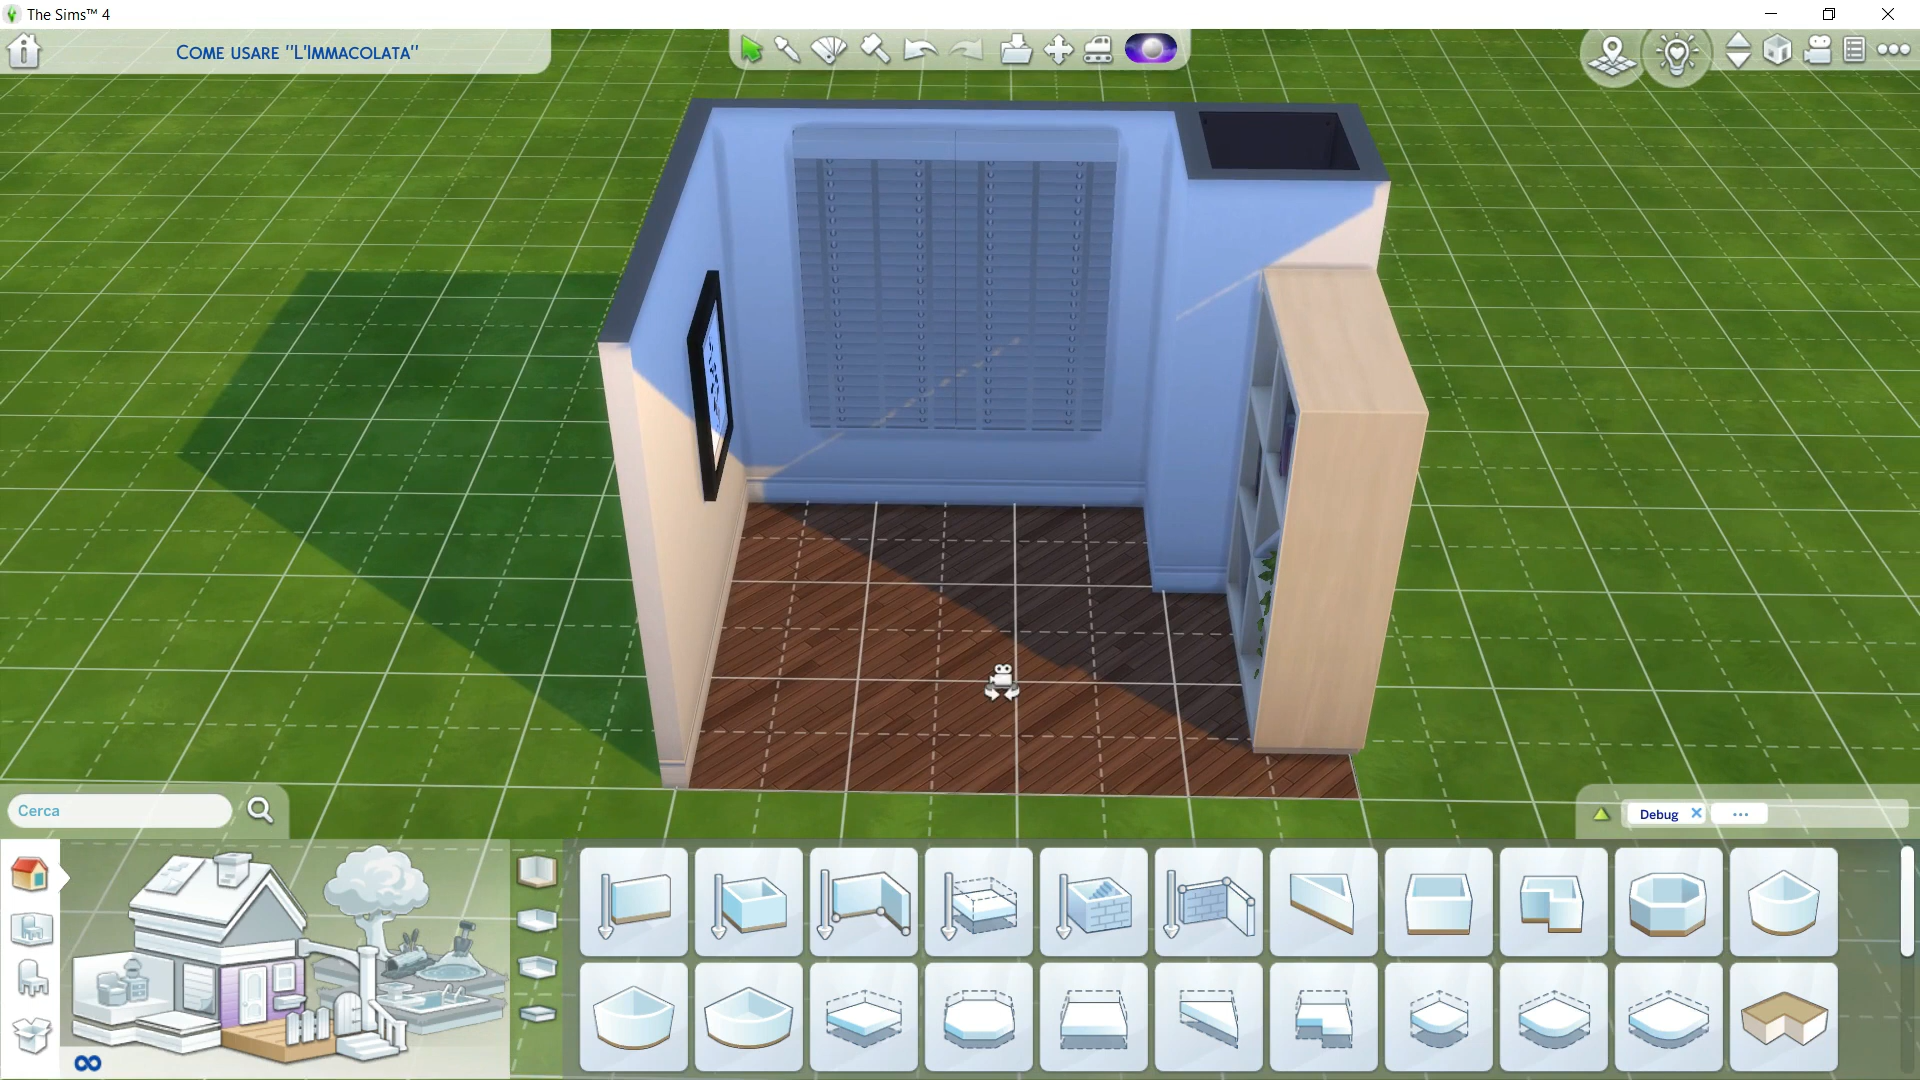 The Sims™ 4
Come usare "L'Immacolata"
Cerca
Debug
...